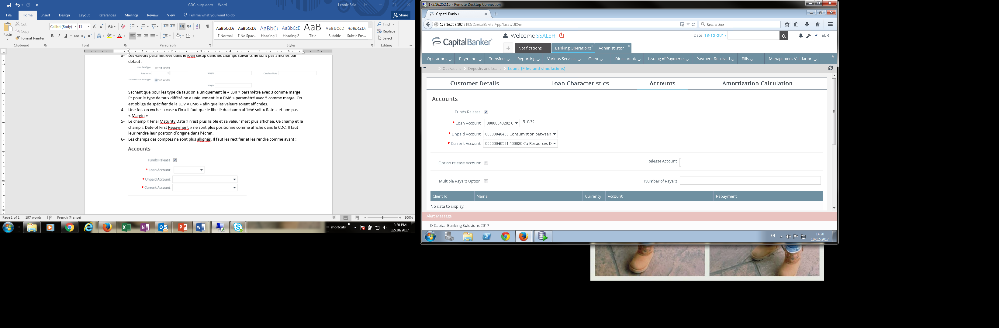 CDC bugs.docx - Word
Leonie Said
File Home Insert Design Layout References Mailings Review View Tell me what you want to do Share
Paste
Cut
Copy
Format Painter
Clipboard
Calibri (Body) 11
Font
Paragraph
AaBbCcDc AaBbCcDc AaBbC( AaBbCcC AaB AaBbCcD AaBbCcDt
¶ Normal ¶ No Spac... Heading 1 Heading 2 Title Subtitle Subtle Em...
Styles
Find
Replace
Select
Editing
3- Les valeurs paramétrées dans le loan setup dans les champs suivants ne sont pas affichés par
défaut :
Loan Rate Type Fix Variable
Rate Index Margin Calculated Rate
Deferred Loan Rate Type Fix Variable
Margin
Sachant que pour les type de taux on a uniquement le « LBR » paramétré avec 3 comme marge
Et pour le type de taux différé on a uniquement le « EM6 » paramétré avec 5 comme marge. On
est obligé de spécifier de la LOV « EM6 » afin que les valeurs soient affichées.
4- Une fois on coche la case « Fix » il faut que le libellé du champ affiché soit « Rate » et non pas
« Margin »
5- Le champ « Final Maturity Date » n'est plus lisible et sa valeur n'est plus affichée. Ce champ et le
champ « Date of First Repayment » ne sont plus positionné comme affiché dans le CDC. Il faut
leur rendre leur position d'origine dans l'écran.
6- Les champs des comptes ne sont plus allignés. Il faut les rectifier et les rendre comme avant :
Accounts
Funds Release
* Loan Account
* Unpaid Account
* Current Account
Page 1 of 1 197 words French (France) 100%
shortcuts » 3:20 PM
12/18/2017
172.16.252.15 - Remote Desktop Connection
Capital Banker
172.16.252.192:7103/CapitalBankerApp/faces/UIShell
Rechercher
CapitalBanker
Welcome SSALEH
Date 18-12-2017
» EUR
Notifications Banking Operations Administrator
Operations Payments Transfers Reporting Various Services Client Direct debit Issuing of Payments Payment Received Bills Management Validation
... > Operations > Deposits and Loans > Loans (Files and simulations)
Customer Details Loan Characteristics Accounts Amortization Calculation
Accounts
Funds Release
* Loan Account 00000040202 C 510.79
* Unpaid Account 00000040438 Consumption between
* Current Account 00000040521 400020 Cu-Resources-D
Option release Account Release Account
Multiple Payers Option Number of Payers
Client Id Name Currency Account Repayment
No data to display.
Alert Message
© Capital Banking Solutions 2017
EN 14:20
18/12/2017